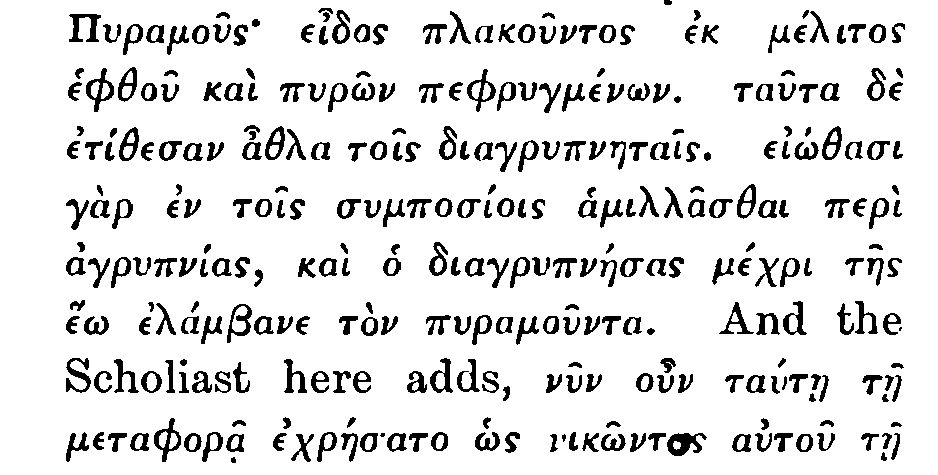 Πυραμοῦς· εἶδος πλακοῦντος ἐκ μέλιτος
ἑφθοῦ καὶ πυρῶν πεφρυγμένων. ταῦτα δὲ
ἐτίθεσαν ἆθλα τοῖς διαγρυπνηταῖς. εἰώθασι
γὰρ ἐν τοῖς συμποσίοις ἁμιλλᾶσθαι περὶ
ἀγρυπνίας, καὶ ὁ διαγρυπνήσας μέχρι τῆς
ἕω ἐλάμβανε τὸν πυραμοῦντα. And the
Scholiast here adds, νῦν οὖν ταύτῃ τῇ
μεταφορᾷ ἐχρήσατο ὡς νικῶντος αὐτοῦ τῇ